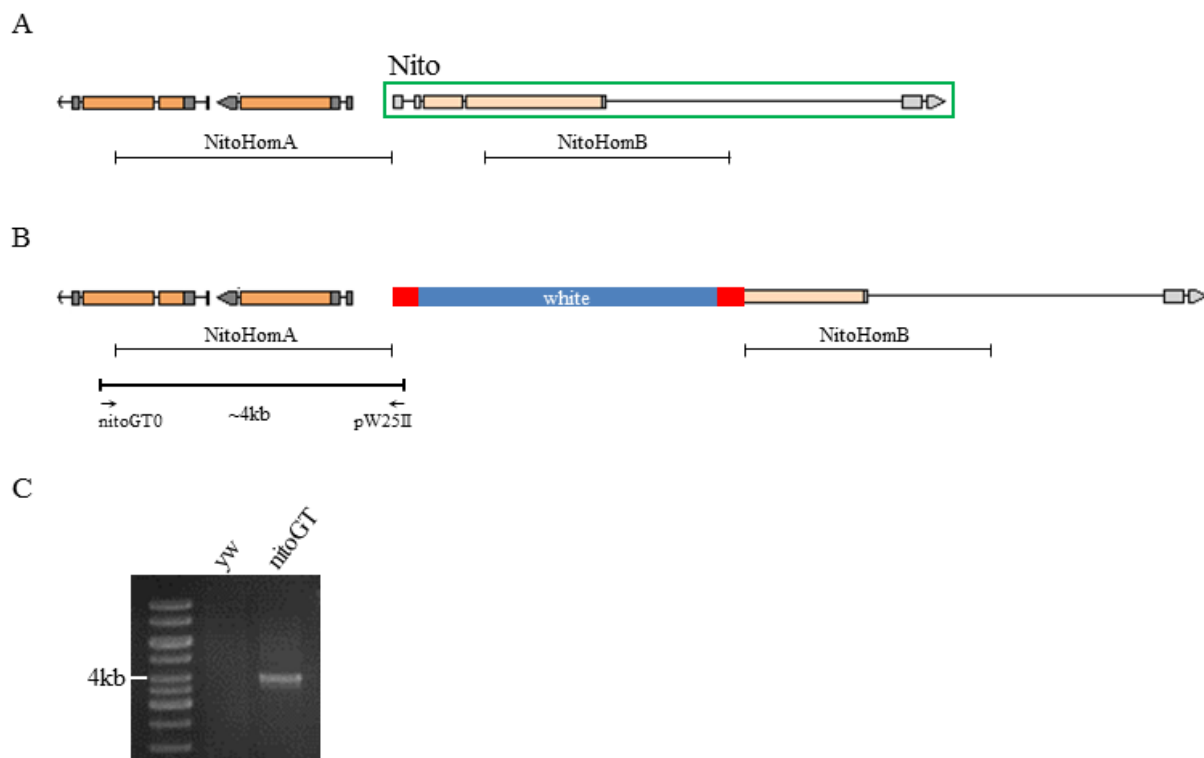 A
Nito
NitoHomA
NitoHomB
B
white
NitoHomA
NitoHomB
nitoGT0
~4kb
pW25II
C
yw
nitoGT
4kb